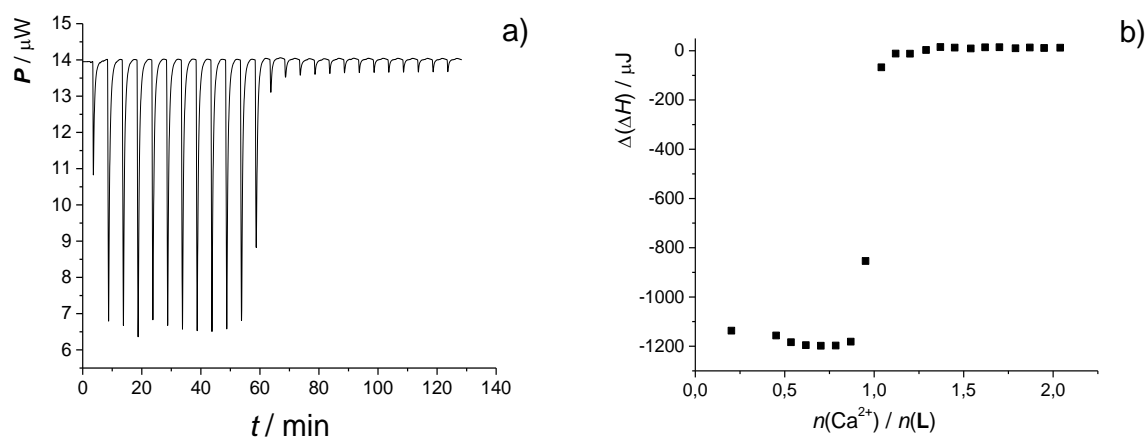 a)
P / µW
15
14
13
12
11
10
9
8
7
6
0 20 40 60 80 100 120 140
t / min
b)
Δ(ΔH) / µJ
0
-200
-400
-600
-800
-1000
-1200
0,0 0,5 1,0 1,5 2,0
n(Ca²⁺) / n(L)